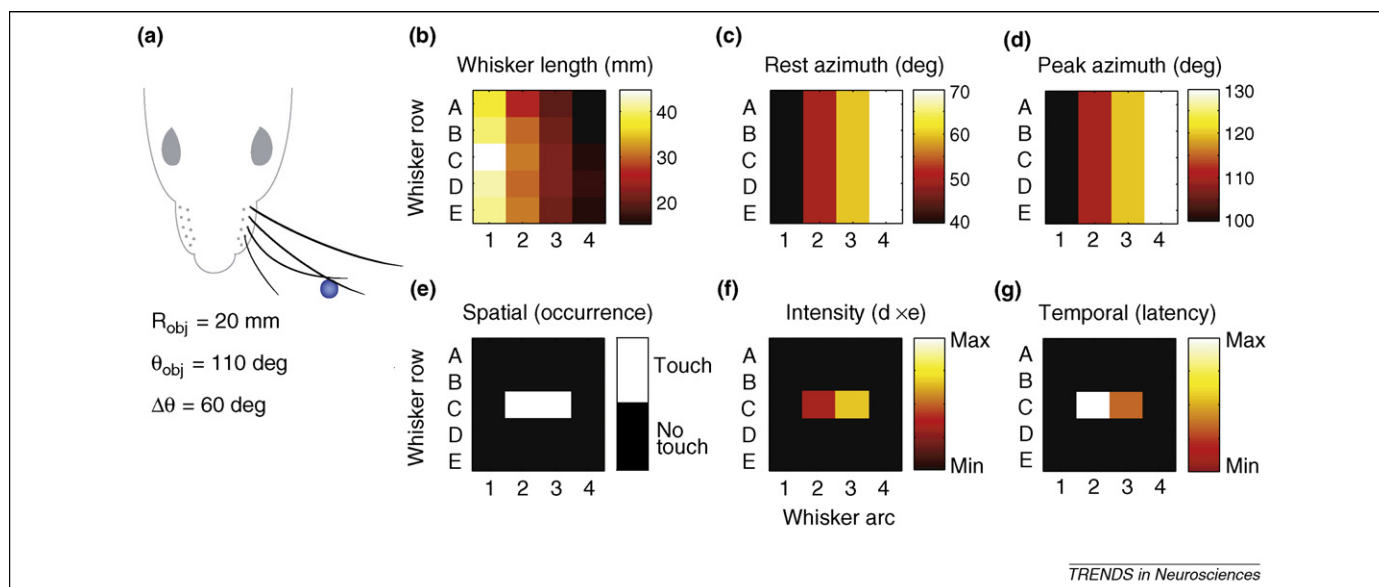 (a)
R_obj = 20 mm
θ_obj = 110 deg
Δθ = 60 deg
(b)
Whisker length (mm)
Whisker row
A
B
C
D
E
1 2 3 4
40
30
20
(c)
Rest azimuth (deg)
A
B
C
D
E
1 2 3 4
70
60
50
40
(d)
Peak azimuth (deg)
A
B
C
D
E
1 2 3 4
130
120
110
100
(e)
Spatial (occurrence)
Whisker row
A
B
C
D
E
1 2 3 4
Touch
No
touch
(f)
Intensity (d ×e)
A
B
C
D
E
1 2 3 4
Whisker arc
Max
Min
(g)
Temporal (latency)
A
B
C
D
E
1 2 3 4
Max
Min
TRENDS in Neurosciences